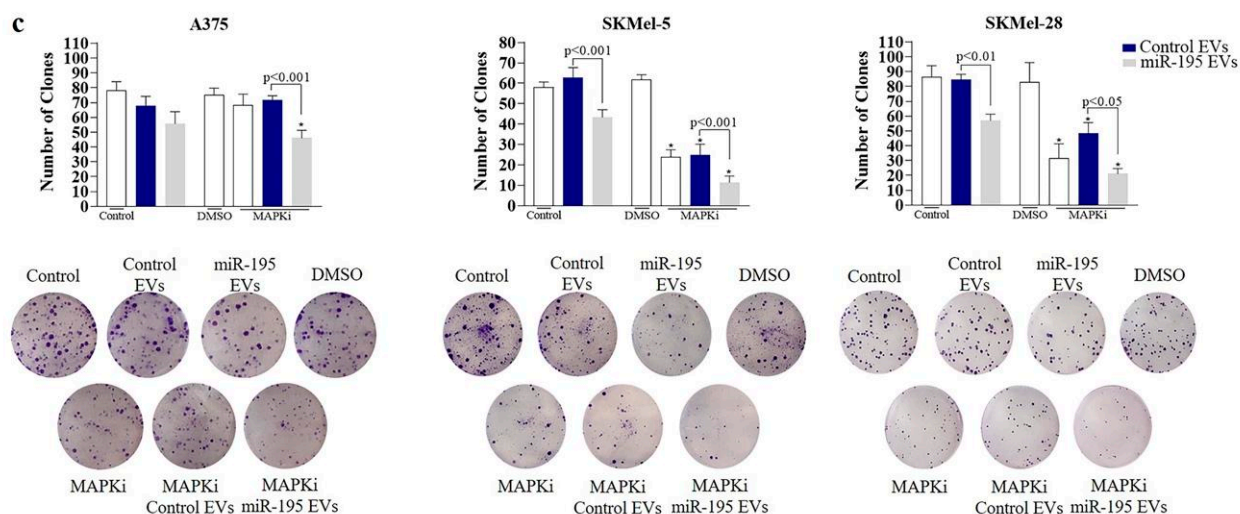 c
A375
Number of Clones
110
100
90
80
70
60
50
40
30
20
10
0
p<0.001
*
Control
DMSO
MAPKi
SKMel-5
Number of Clones
80
70
60
50
40
30
20
10
0
p<0.001
p<0.001
*
*
*
Control
DMSO
MAPKi
SKMel-28
Number of Clones
110
100
90
80
70
60
50
40
30
20
10
0
p<0.01
p<0.05
*
*
*
Control
DMSO
MAPKi
Control EVs
miR-195 EVs
Control
Control
EVs
miR-195
EVs
DMSO
MAPKi
MAPKi
Control EVs
MAPKi
miR-195 EVs
Control
Control
EVs
miR-195
EVs
DMSO
MAPKi
MAPKi
Control EVs
MAPKi
miR-195 EVs
Control
Control
EVs
miR-195
EVs
DMSO
MAPKi
MAPKi
Control EVs
MAPKi
miR-195 EVs